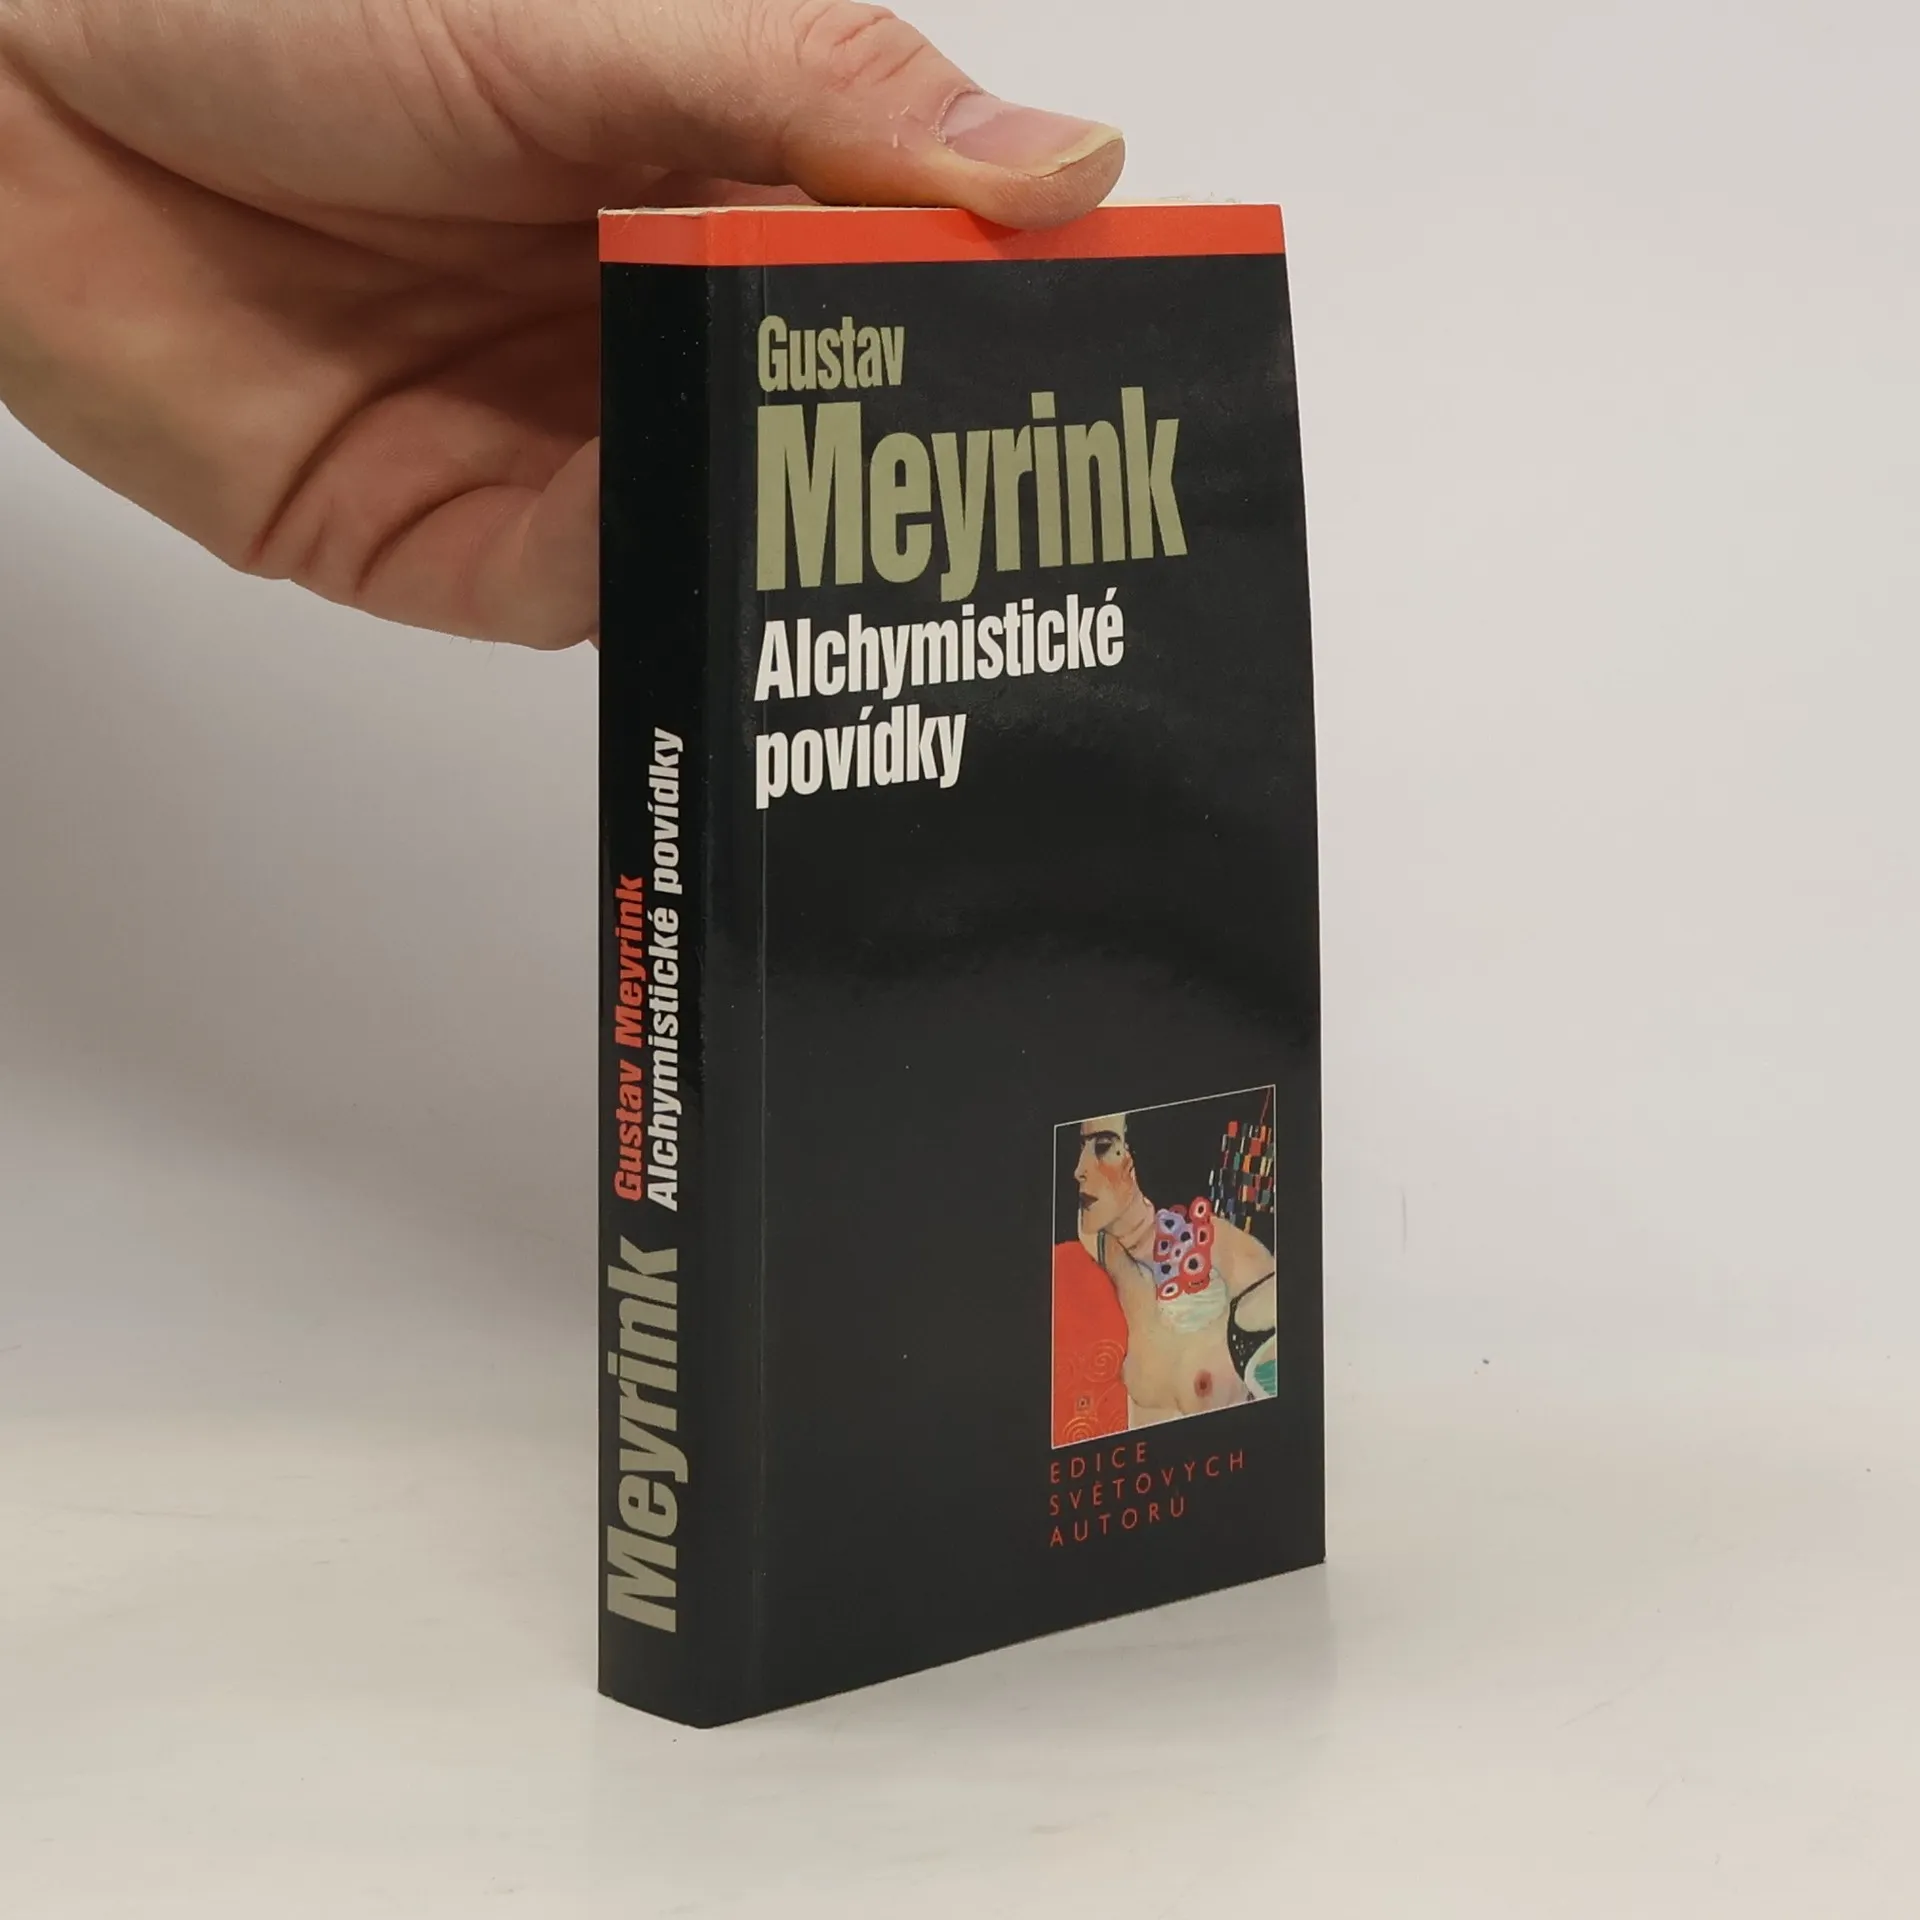 Gustav
Meyrink
Alchymistické
povídky
EDICE
SVĚTOVÝCH
AUTORŮ
Meyrink
Gustav Meyrink
Alchymistické povídky